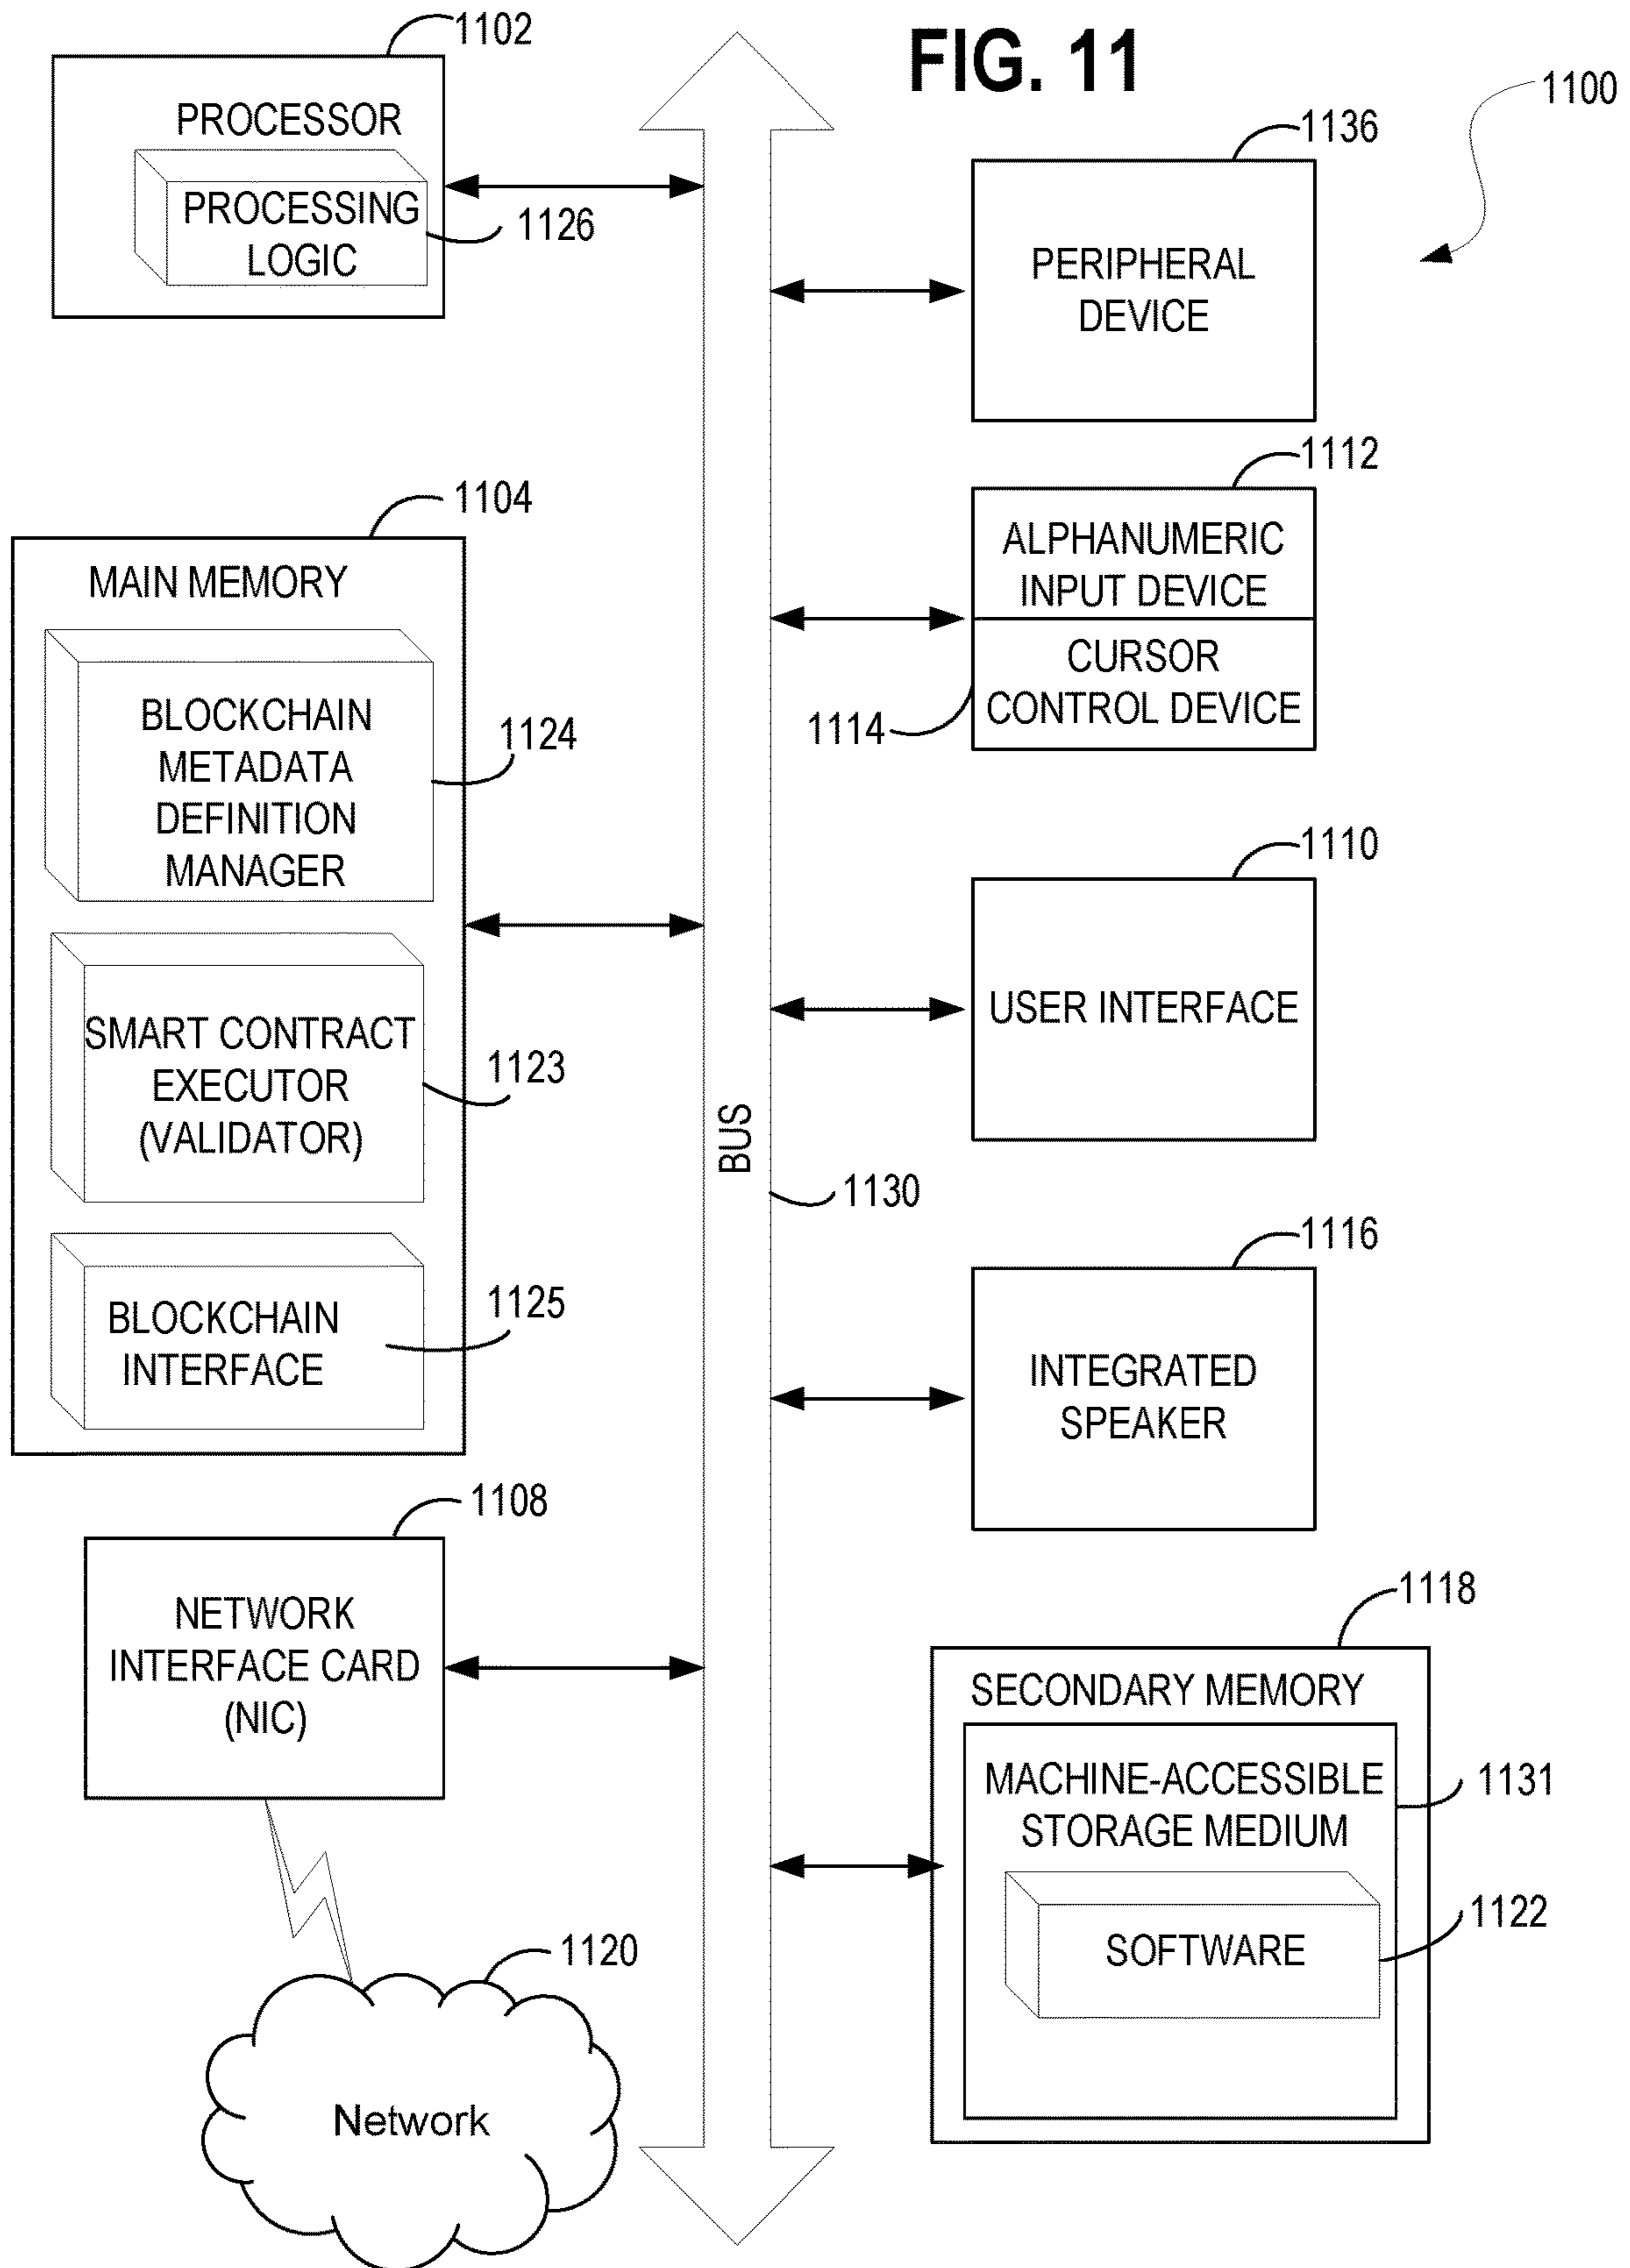 FIG. 11
1100
1102
PROCESSOR
PROCESSING
LOGIC
1126
1136
PERIPHERAL
DEVICE
1112
ALPHANUMERIC
INPUT DEVICE
CURSOR
CONTROL DEVICE
1114
1104
MAIN MEMORY
BLOCKCHAIN
METADATA
DEFINITION
MANAGER
1124
SMART CONTRACT
EXECUTOR
(VALIDATOR)
1123
BLOCKCHAIN
INTERFACE
1125
1110
USER INTERFACE
BUS
1130
1116
INTEGRATED
SPEAKER
1108
NETWORK
INTERFACE CARD
(NIC)
1118
SECONDARY MEMORY
MACHINE-ACCESSIBLE
STORAGE MEDIUM
1131
SOFTWARE
1122
1120
Network